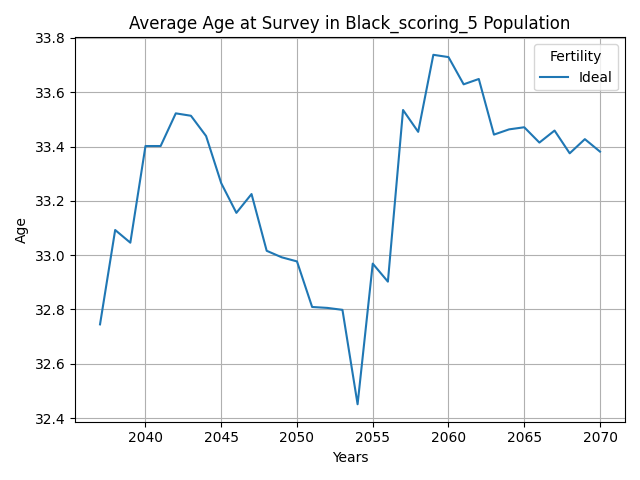 Average Age at Survey in Black_scoring_5 Population
Fertility
Ideal
33.8
33.6
33.4
33.2
33.0
32.8
32.6
32.4
Age
2040 2045 2050 2055 2060 2065 2070
Years